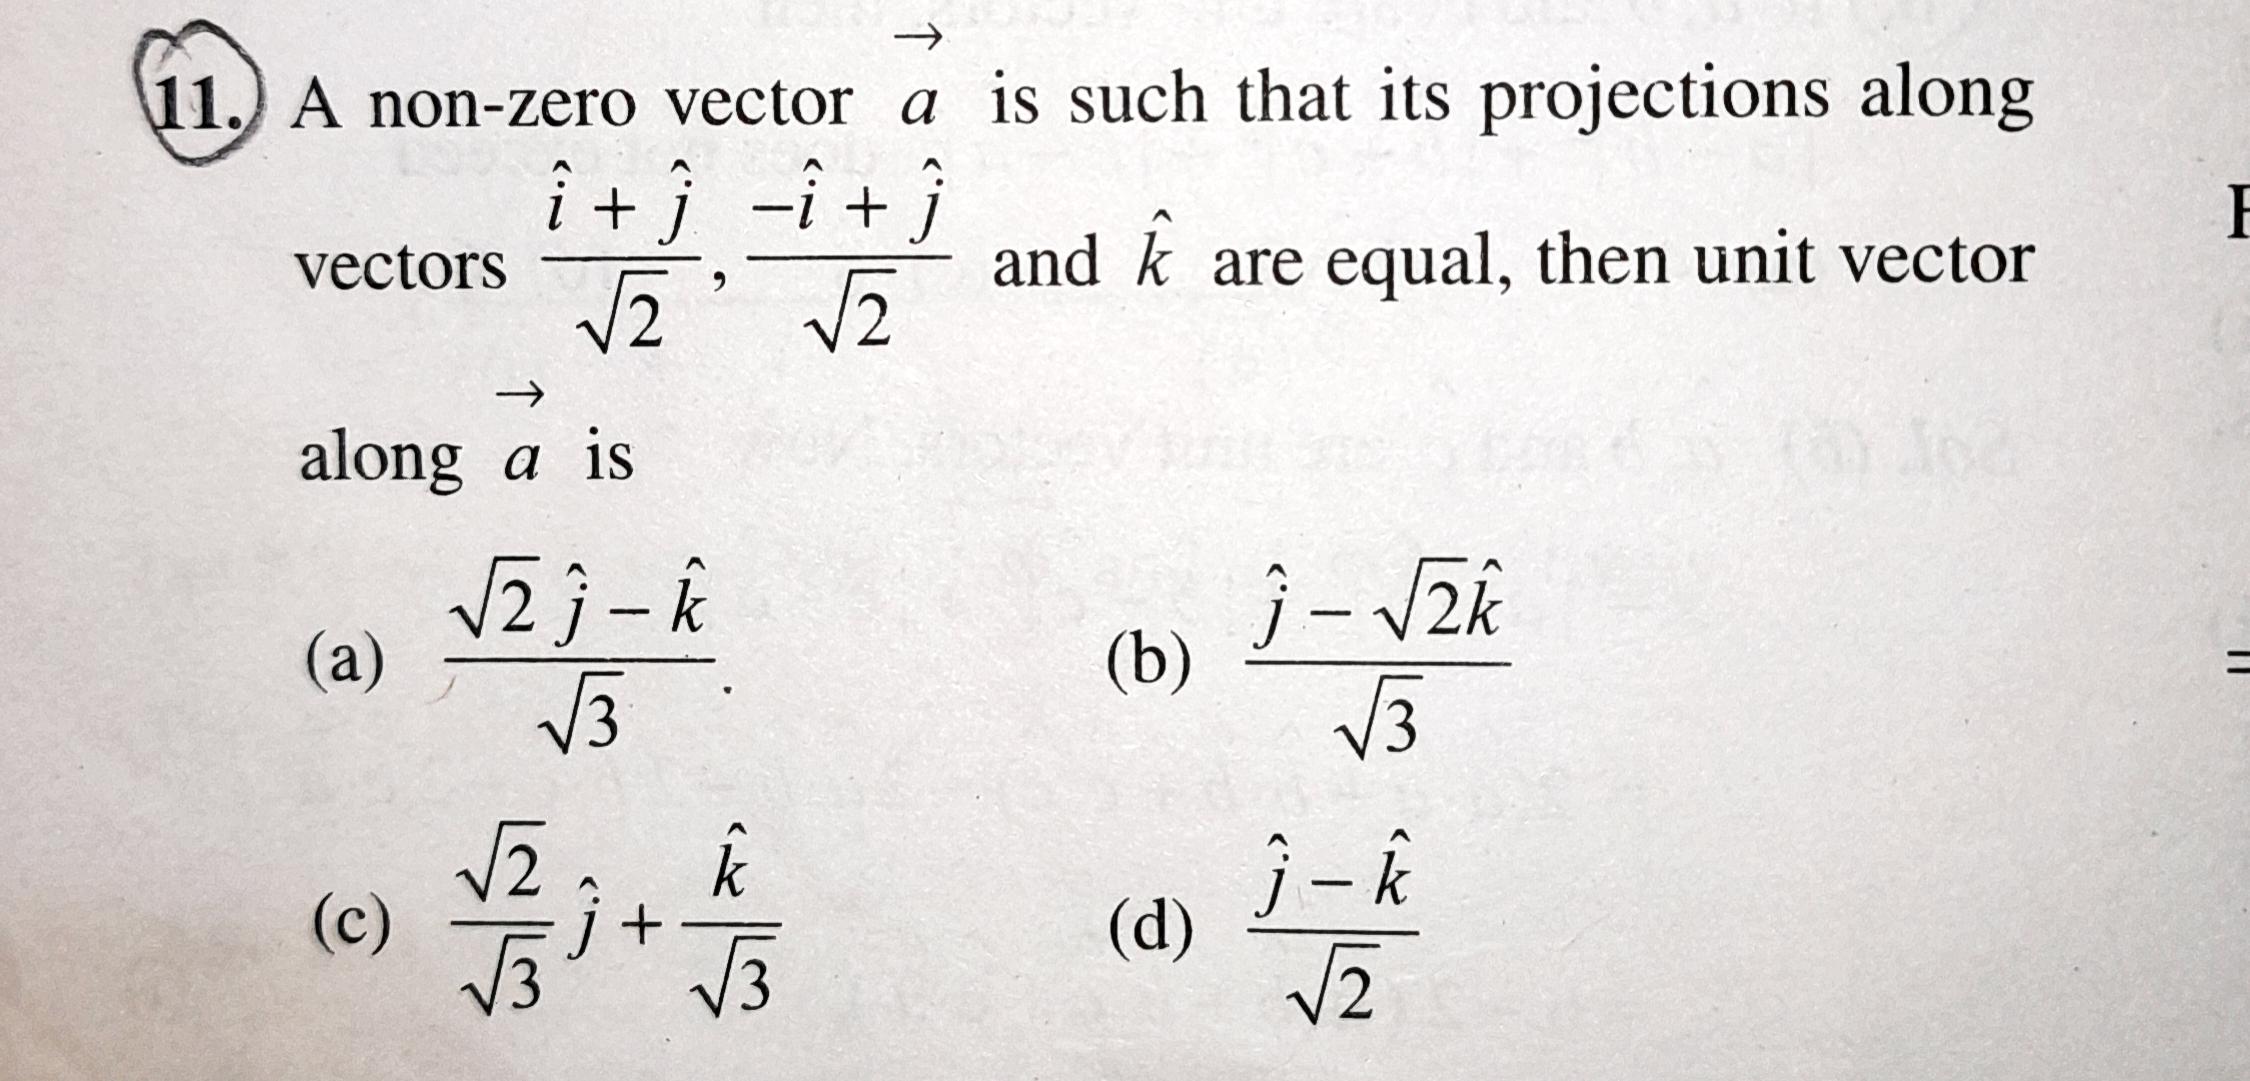 11. A non-zero vector $\vec{a}$ is such that its projections along
vectors $\frac{\hat{i} + \hat{j}}{\sqrt{2}}, \frac{-\hat{i} + \hat{j}}{\sqrt{2}}$ and $\hat{k}$ are equal, then unit vector
along $\vec{a}$ is
(a) $\frac{\sqrt{2}\,\hat{j} - \hat{k}}{\sqrt{3}}$. (b) $\frac{\hat{j} - \sqrt{2}\hat{k}}{\sqrt{3}}$
(c) $\frac{\sqrt{2}}{\sqrt{3}}\hat{j} + \frac{\hat{k}}{\sqrt{3}}$ (d) $\frac{\hat{j} - \hat{k}}{\sqrt{2}}$